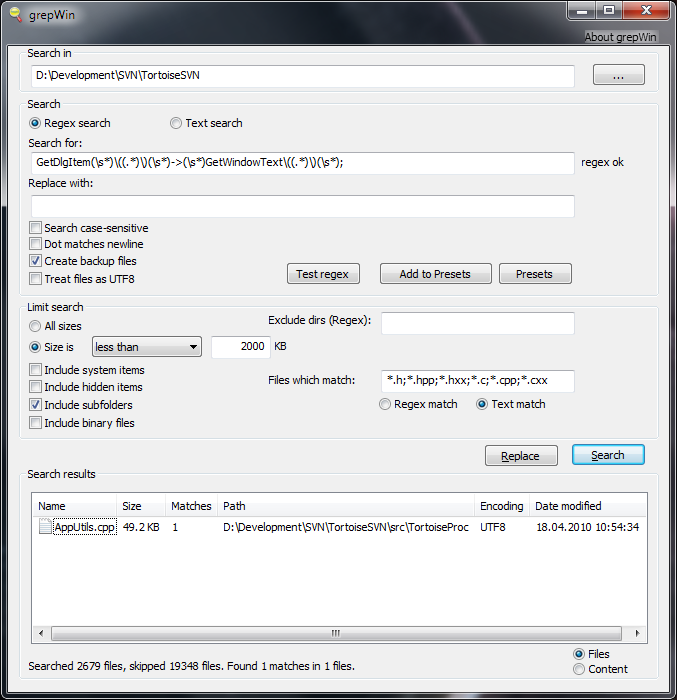 grepWin
About grepWin
Search in
D:\Development\SVN\TortoiseSVN
...
Search
Regex search Text search
Search for:
GetDlgItem(\s*)\((.*)\)(\s*)->(\s*)GetWindowText\((.*)\)(\s*); regex ok
Replace with:
Search case-sensitive
Dot matches newline
Create backup files
Treat files as UTF8
Test regex Add to Presets Presets
Limit search
All sizes Exclude dirs (Regex):
Size is less than 2000 KB
Include system items
Include hidden items Files which match: *.h;*.hpp;*.hxx;*.c;*.cpp;*.cxx
Include subfolders Regex match Text match
Include binary files
Replace Search
Search results
Name Size Matches Path Encoding Date modified
AppUtils.cpp 49.2 KB 1 D:\Development\SVN\TortoiseSVN\src\TortoiseProc UTF8 18.04.2010 10:54:34
Files
Searched 2679 files, skipped 19348 files. Found 1 matches in 1 files.
Content